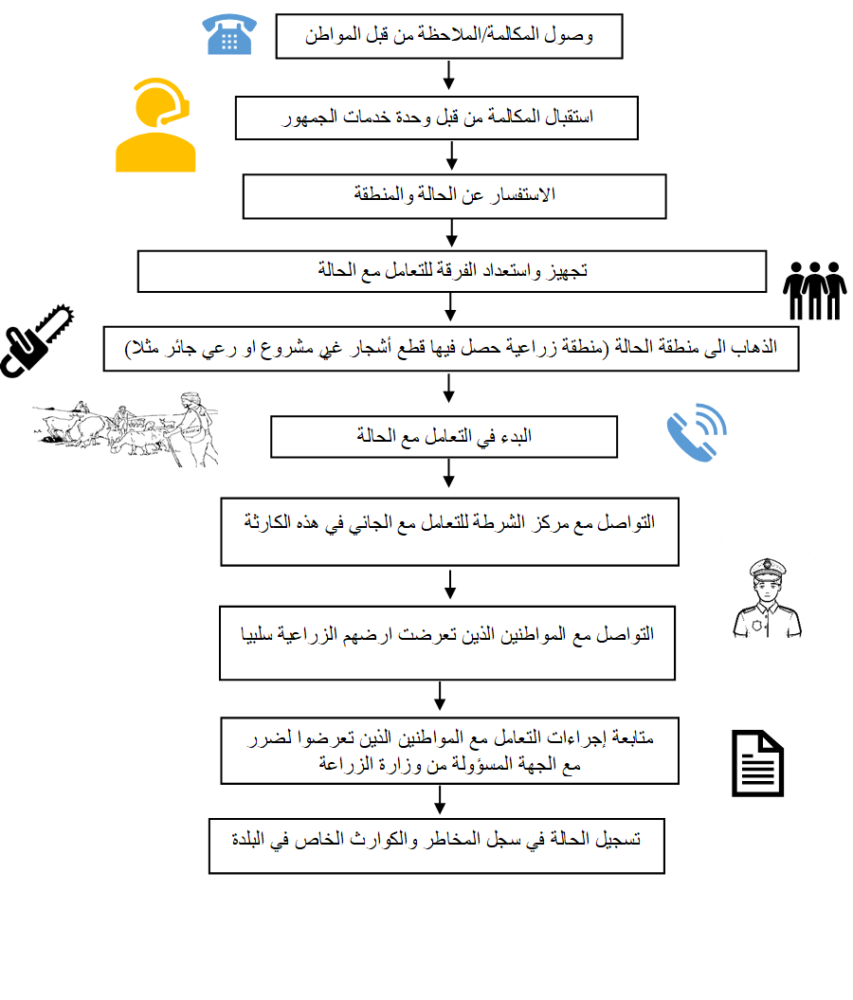 وصول المكالمة/الملاحظة من قبل المواطن
استقبال المكالمة من قبل وحدة خدمات الجمهور
الاستفسار عن الحالة والمنطقة
تجهيز واستعداد الفرقة للتعامل مع الحالة
الذهاب الى منطقة الحالة (منطقة زراعية حصل فيها قطع أشجار غير مشروع او رعي جائر مثلا)
البدء في التعامل مع الحالة
التواصل مع مركز الشرطة للتعامل مع الجاني في هذه الكارثة
التواصل مع المواطنين الذين تعرضت ارضهم الزراعية سلبيا
متابعة إجراءات التعامل مع المواطنين الذين تعرضوا لضرر
مع الجهة المسؤولة من وزارة الزراعة
تسجيل الحالة في سجل المخاطر والكوارث الخاص في البلدة